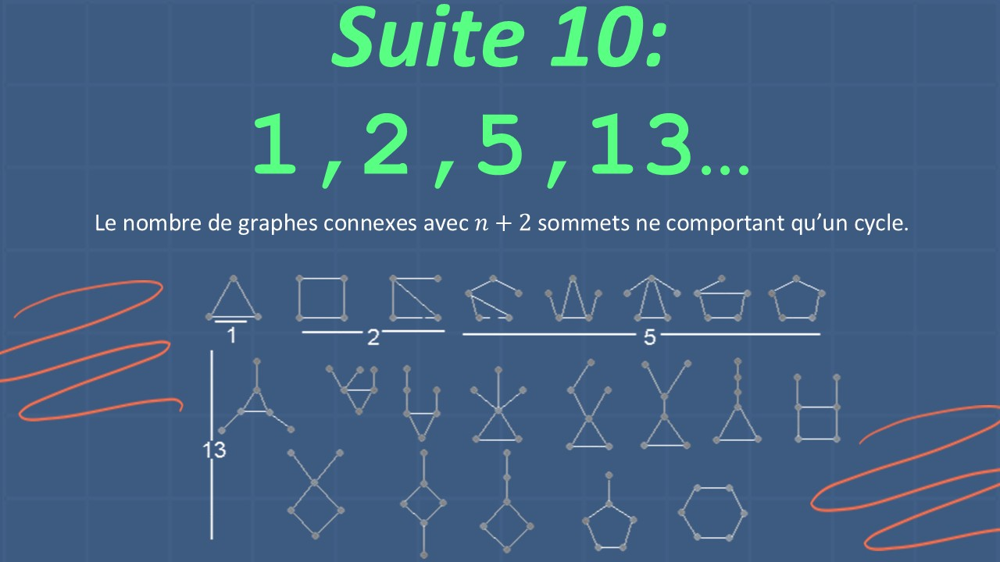 Suite 10:
1,2,5,13…
Le nombre de graphes connexes avec n + 2 sommets ne comportant qu’un cycle.
1 2 5
13